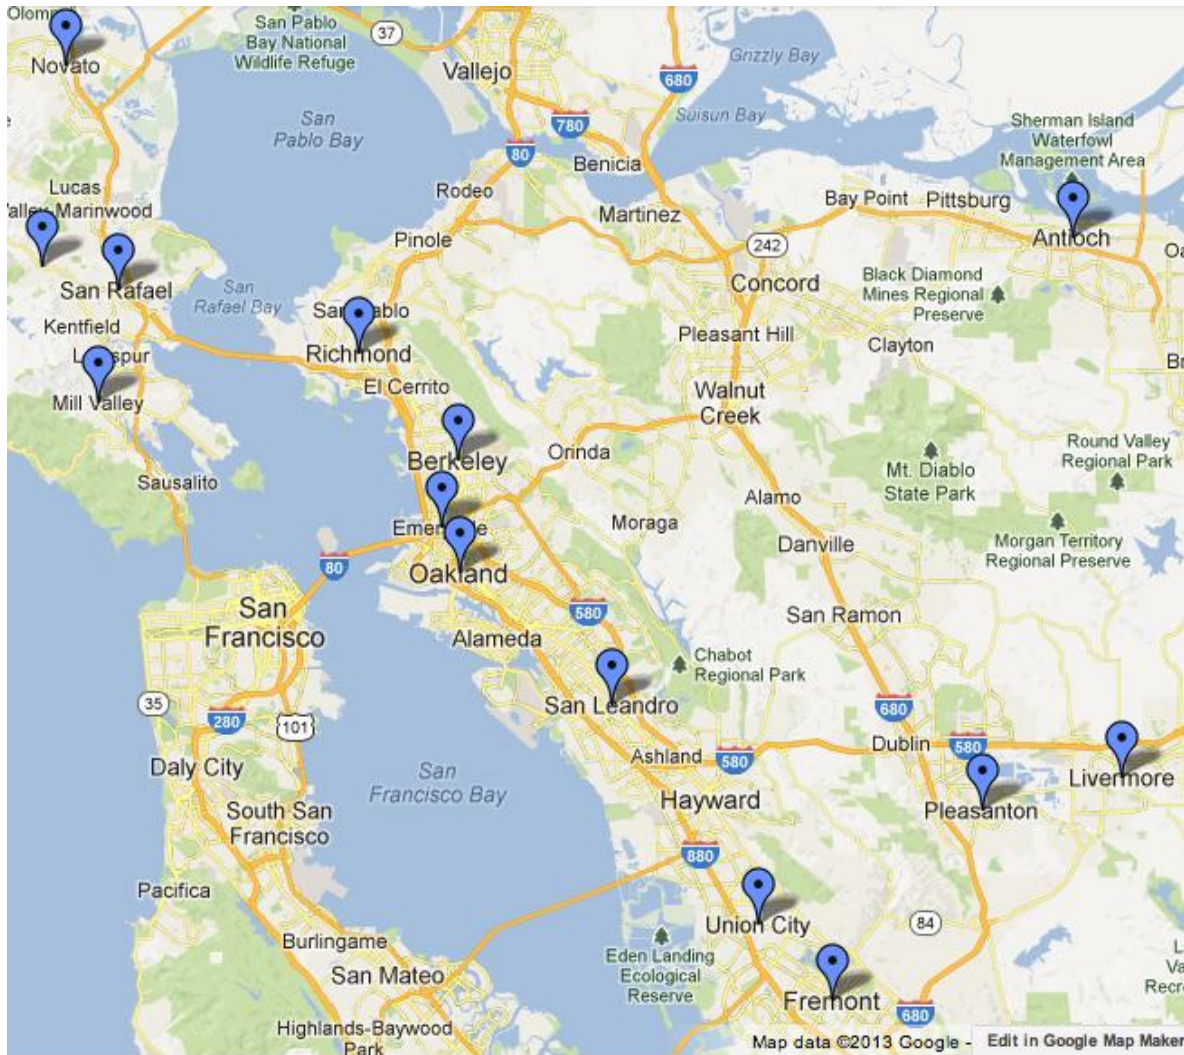 Olom
San Pablo
Bay National
Wildlife Refuge
37
Novato
Vallejo
680
Grizzly Bay
San
Pablo Bay
780
Suisun Bay
Sherman Island
Waterfowl
Management Area
80
Benicia
Lucas
Valley Marinwood
Rodeo
Martinez
Bay Point
Pittsburg
Antioch
Pinole
242
Concord
Black Diamond
Mines Regional
Preserve
San Rafael
San
Rafael Bay
San Pablo
Kentfield
Richmond
Pleasant Hill
Clayton
Br
El Cerrito
Mill Valley
Walnut
Creek
Berkeley
Orinda
Mt. Diablo
State Park
Round Valley
Regional Park
Sausalito
Alamo
Moraga
Oakland
Danville
Morgan Territory
Regional Preserve
80
San
Francisco
580
San Ramon
Alameda
Chabot
Regional Park
35
280
101
San Leandro
680
Dublin
580
Ashland
580
Daly City
San
Francisco Bay
Livermore
Hayward
Pleasanton
South San
Francisco
880
Pacifica
Union City
84
Burlingame
Eden Landing
Ecological
Reserve
San Mateo
Fremont
680
Va
Recre
Highlands-Baywood
Park
Map data ©2013 Google -
Edit in Google Map Maker